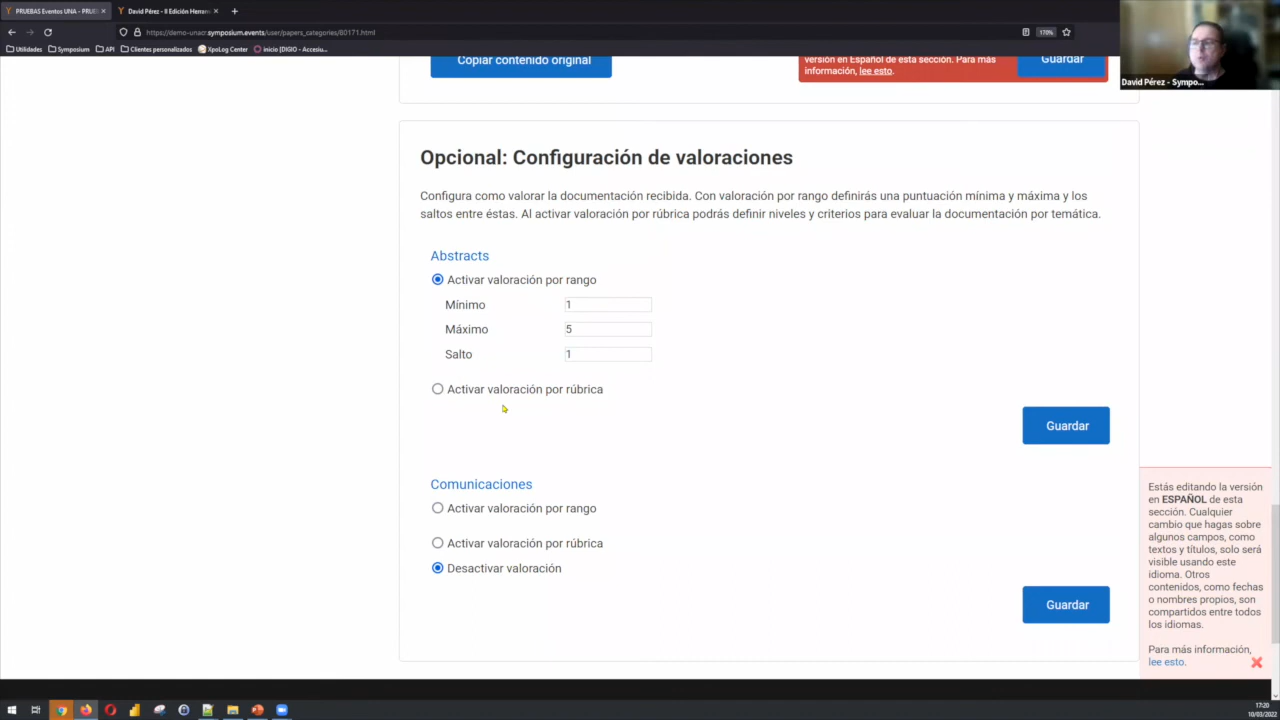 PRUEBAS Eventos UNA - PRUEB
David Pérez - II Edición Herram
https://demo-unacr.symposium.events/user/papers_categories/80171.html
170%
Utilidades
Symposium
API
Clientes personalizados
XpoLog Center
inicio [DIGIO - Accesiu...
David Pérez - Sympo...
Copiar contenido original
versión en Español de esta sección. Para más
información, lee esto.
Guardar
Opcional: Configuración de valoraciones
Configura como valorar la documentación recibida. Con valoración por rango definirás una puntuación mínima y máxima y los
saltos entre éstas. Al activar valoración por rúbrica podrás definir niveles y criterios para evaluar la documentación por temática.
Abstracts
Activar valoración por rango
Mínimo 1
Máximo 5
Salto 1
Activar valoración por rúbrica
Guardar
Comunicaciones
Activar valoración por rango
Activar valoración por rúbrica
Desactivar valoración
Guardar
Estás editando la versión
en ESPAÑOL de esta
sección. Cualquier
cambio que hagas sobre
algunos campos, como
textos y títulos, solo será
visible usando este
idioma. Otros
contenidos, como fechas
o nombres propios, son
compartidos entre todos
los idiomas.
Para más información,
lee esto.
17:20
10/03/2022